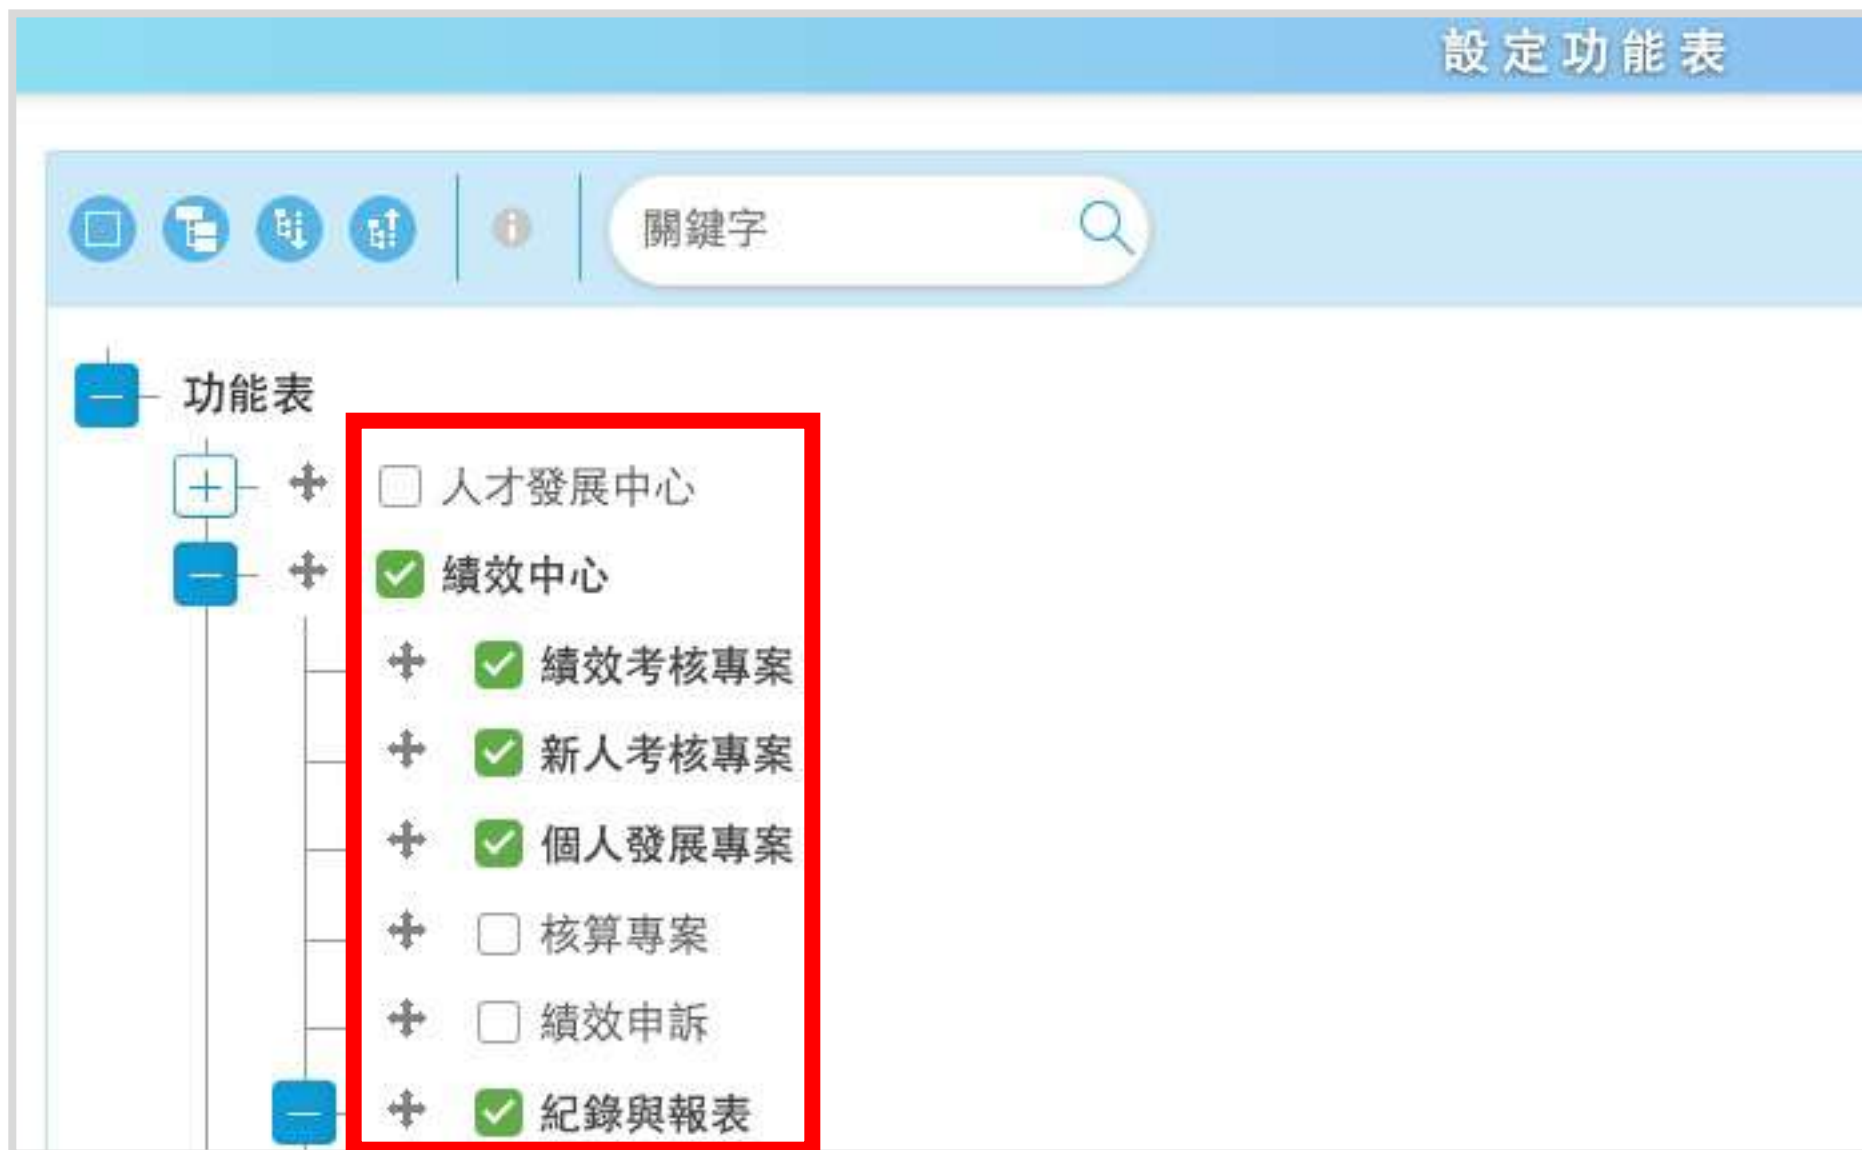 設定功能表
關鍵字
功能表
人才發展中心
績效中心
績效考核專案
新人考核專案
個人發展專案
核算專案
績效申訴
紀錄與報表